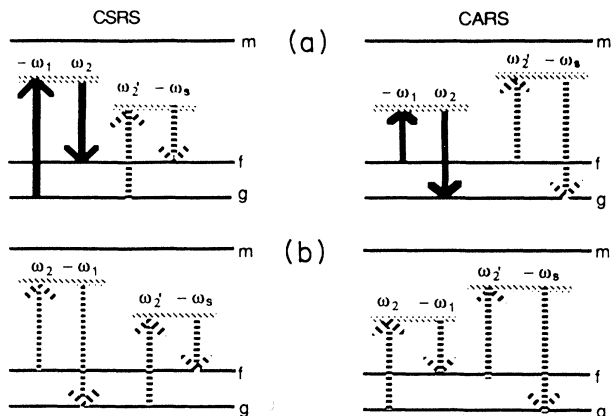 CSRS CARS
m (a) m
− ω₁ ω₂ ω₂′ − ωₛ
− ω₁ ω₂ ω₂′ − ωₛ
f f
g g
m (b) m
ω₂ − ω₁ ω₂′ − ωₛ
ω₂ − ω₁ ω₂′ − ωₛ
f f
g g